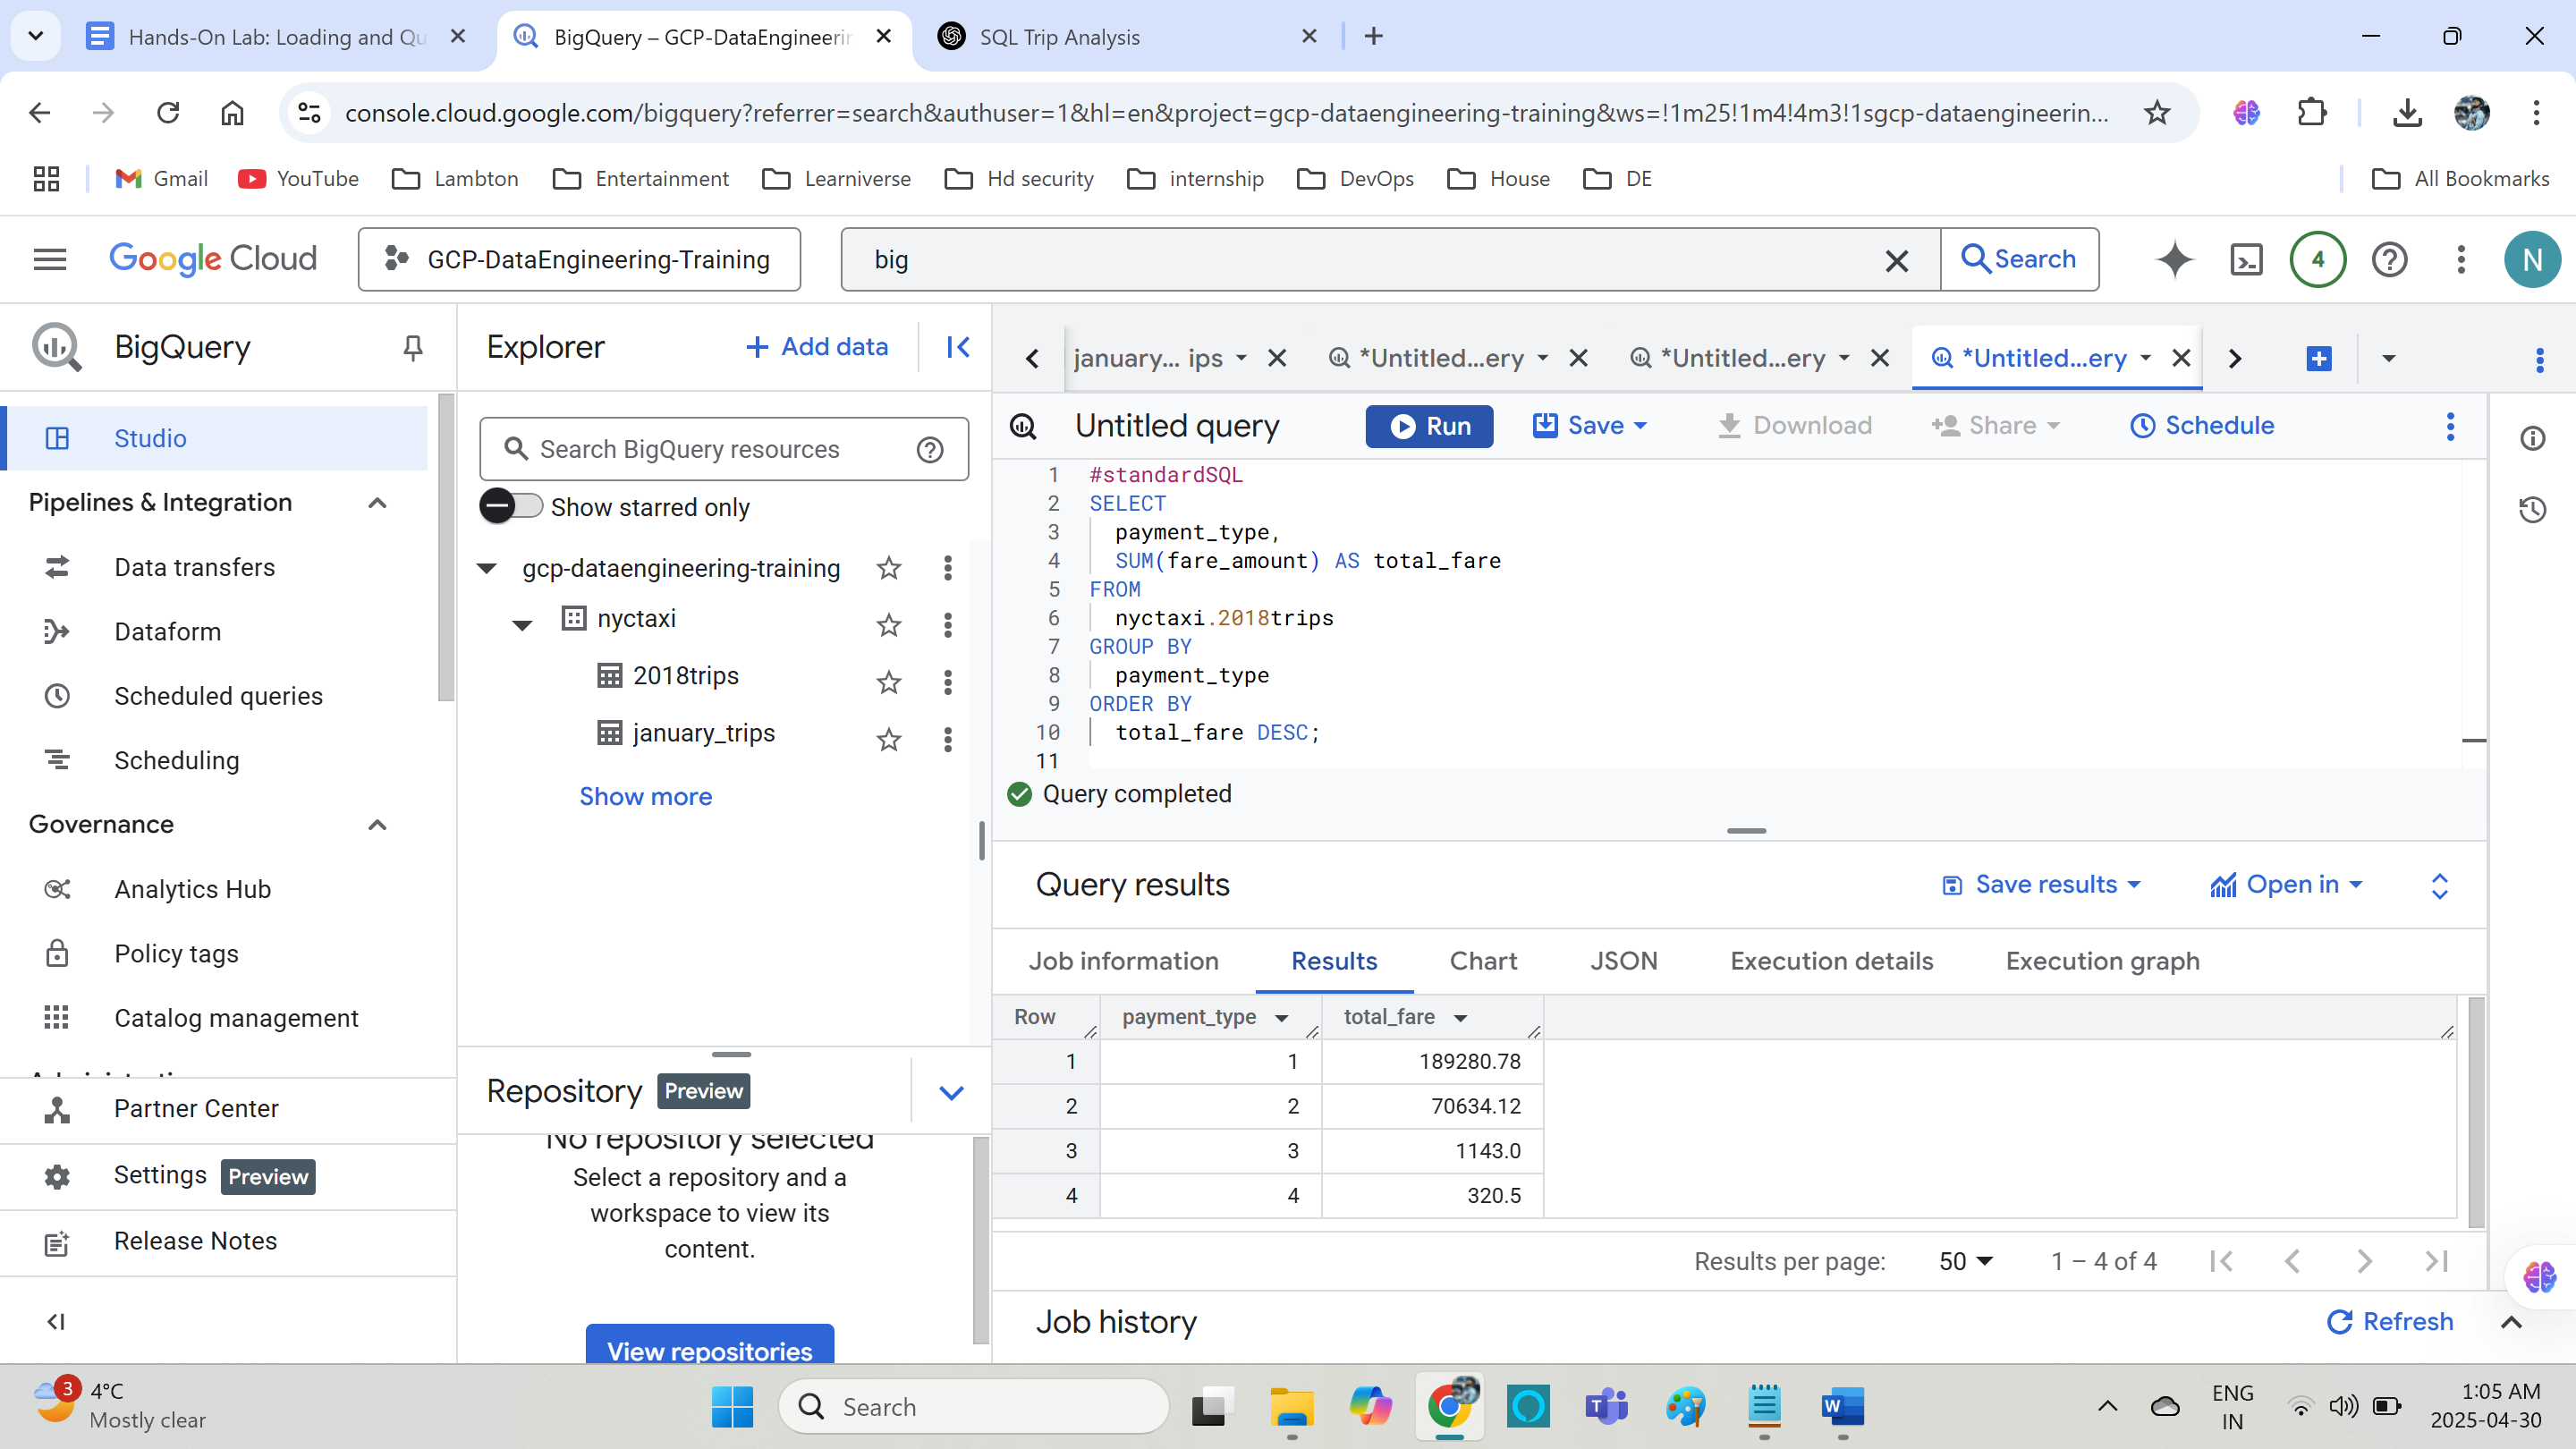 Hands-On Lab: Loading and Qu
BigQuery – GCP-DataEngineerin
SQL Trip Analysis
console.cloud.google.com/bigquery?referrer=search&authuser=1&hl=en&project=gcp-dataengineering-training&ws=!1m25!1m4!4m3!1sgcp-dataengineerin...
Gmail
YouTube
Lambton
Entertainment
Learniverse
Hd security
internship
DevOps
House
DE
All Bookmarks
Google Cloud
GCP-DataEngineering-Training
big
Search
4
N
BigQuery
Studio
Pipelines & Integration
Data transfers
Dataform
Scheduled queries
Scheduling
Governance
Analytics Hub
Policy tags
Catalog management
Partner Center
Settings Preview
Release Notes
Explorer
+ Add data
Search BigQuery resources
Show starred only
gcp-dataengineering-training
nyctaxi
2018trips
january_trips
Show more
Repository Preview
No repository selected
Select a repository and a
workspace to view its
content.
View repositories
january... ips
*Untitled...ery
*Untitled...ery
*Untitled...ery
Untitled query
Run
Save
Download
Share
Schedule
1 #standardSQL
2 SELECT
3 payment_type,
4 SUM(fare_amount) AS total_fare
5 FROM
6 nyctaxi.2018trips
7 GROUP BY
8 payment_type
9 ORDER BY
10 total_fare DESC;
11
Query completed
Query results
Save results
Open in
Job information
Results
Chart
JSON
Execution details
Execution graph
Row payment_type total_fare
1 1 189280.78
2 2 70634.12
3 3 1143.0
4 4 320.5
Results per page: 50 1 – 4 of 4
Job history
Refresh
3
4°C
Mostly clear
Search
ENG
IN
1:05 AM
2025-04-30